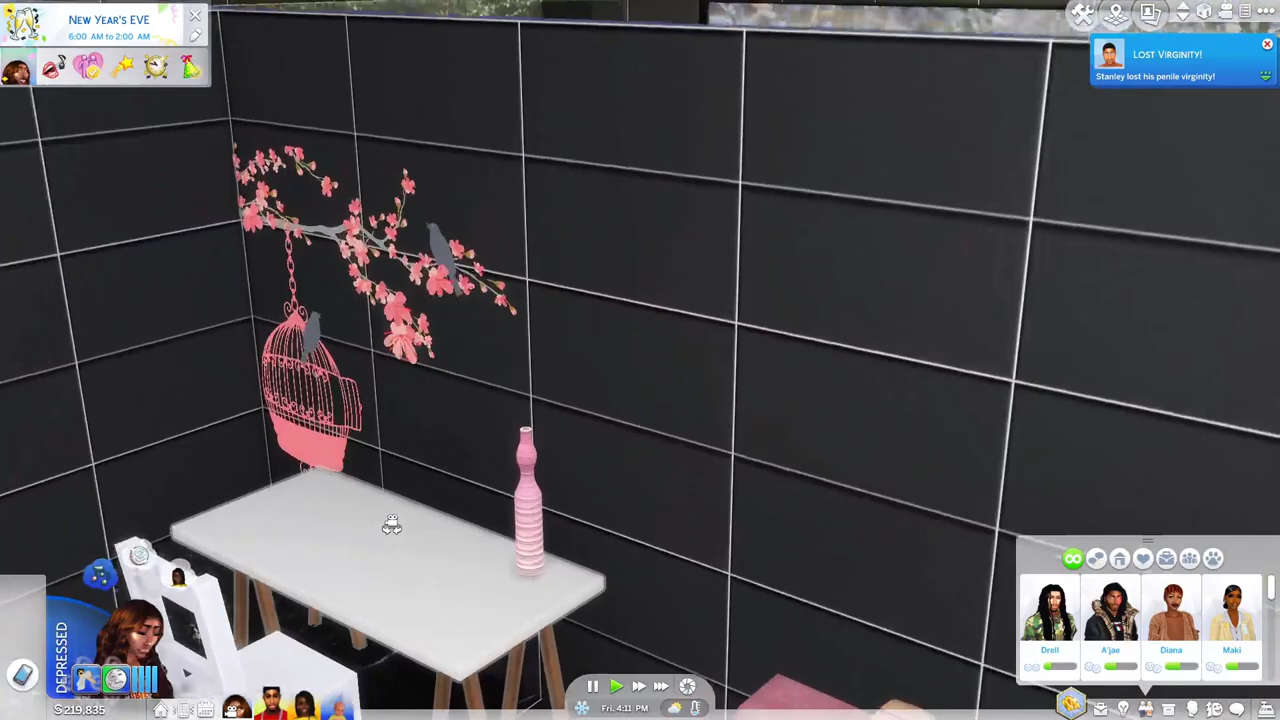 NEW YEAR'S EVE
6:00 AM to 2:00 AM
LOST VIRGINITY!
Stanley lost his penile virginity!
DEPRESSED
Drell
A'jae
Diana
Maki
§219,835
Fri. 4:11 PM